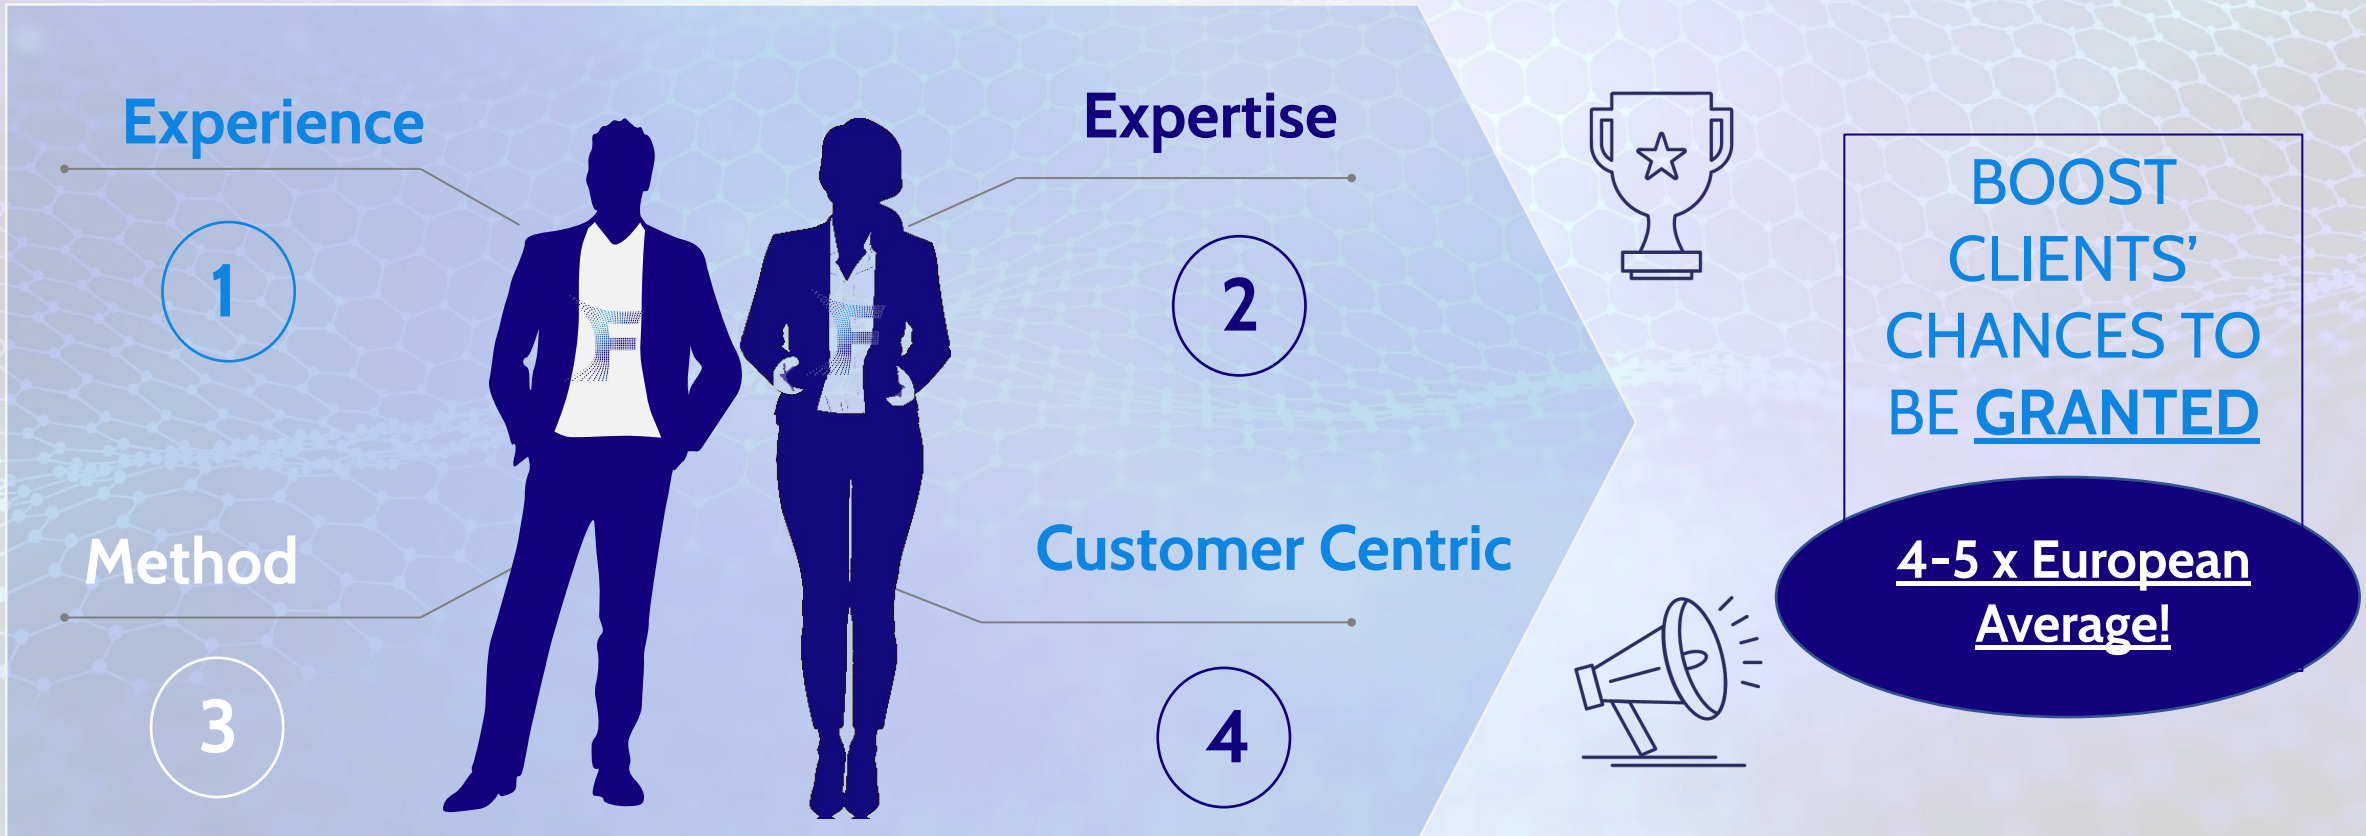 Experience
1
Expertise
2
Method
3
Customer Centric
4
BOOST
CLIENTS’
CHANCES TO
BE GRANTED
4-5 x European
Average!
F
F